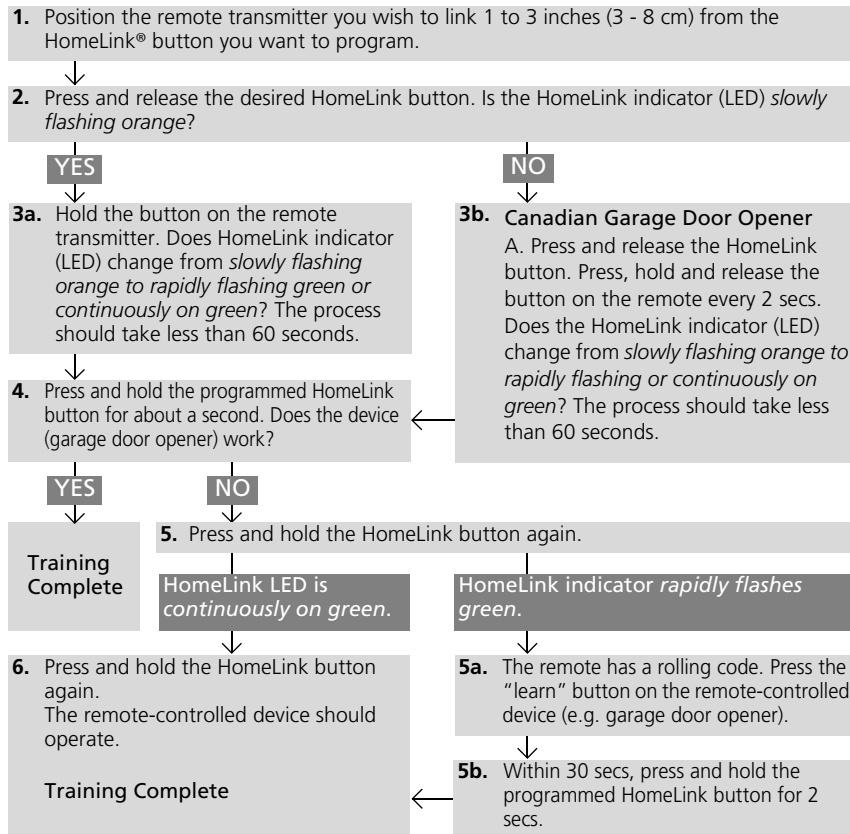 1. Position the remote transmitter you wish to link 1 to 3 inches (3 - 8 cm) from the
HomeLink® button you want to program.
2. Press and release the desired HomeLink button. Is the HomeLink indicator (LED) slowly
flashing orange?
YES
NO
3a. Hold the button on the remote
transmitter. Does HomeLink indicator
(LED) change from slowly flashing
orange to rapidly flashing green or
continuously on green? The process
should take less than 60 seconds.
3b. Canadian Garage Door Opener
A. Press and release the HomeLink
button. Press, hold and release the
button on the remote every 2 secs.
Does the HomeLink indicator (LED)
change from slowly flashing orange to
rapidly flashing or continuously on
green? The process should take less
than 60 seconds.
4. Press and hold the programmed HomeLink
button for about a second. Does the device
(garage door opener) work?
YES
NO
Training
Complete
5. Press and hold the HomeLink button again.
HomeLink LED is
continuously on green.
HomeLink indicator rapidly flashes
green.
6. Press and hold the HomeLink button
again.
The remote-controlled device should
operate.
Training Complete
5a. The remote has a rolling code. Press the
“learn” button on the remote-controlled
device (e.g. garage door opener).
5b. Within 30 secs, press and hold the
programmed HomeLink button for 2
secs.